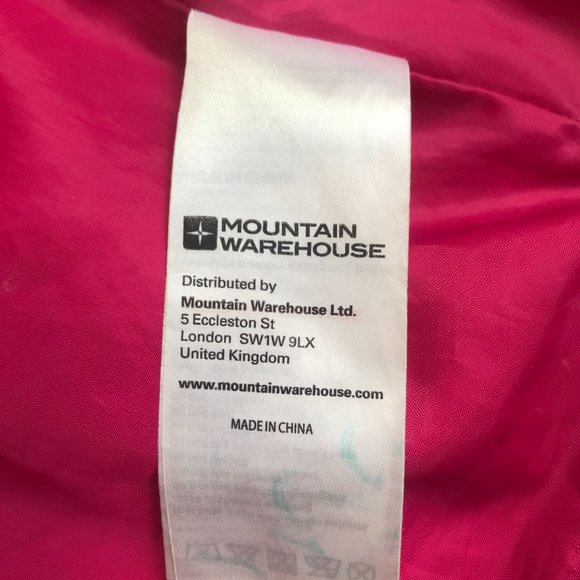 MOUNTAIN
WAREHOUSE
Distributed by
Mountain Warehouse Ltd.
5 Eccleston St
London SW1W 9LX
United Kingdom
www.mountainwarehouse.com
MADE IN CHINA